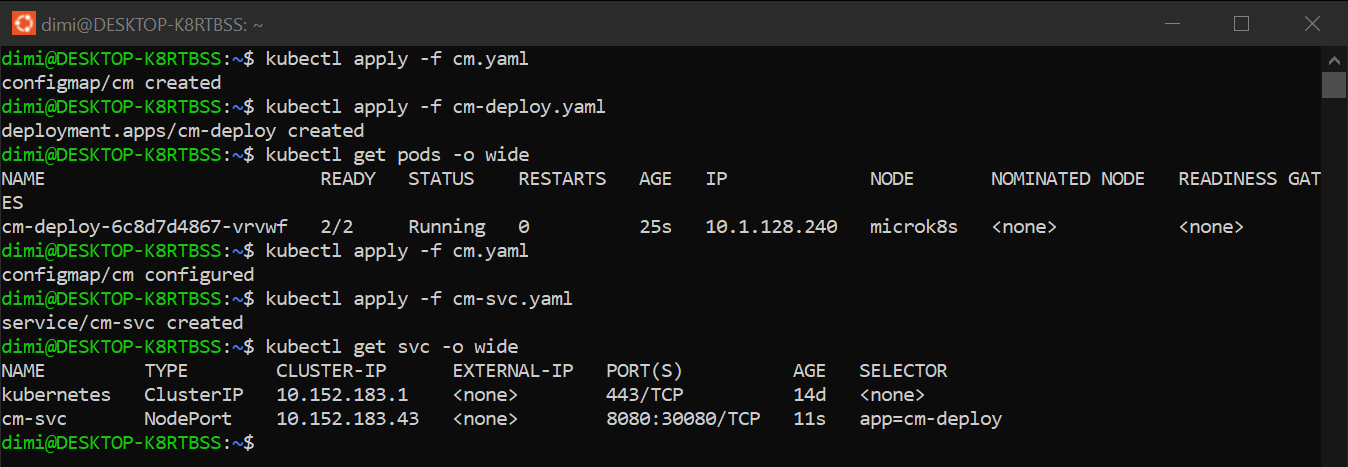 dimi@DESKTOP-K8RTBSS: ~
dimi@DESKTOP-K8RTBSS:~$ kubectl apply -f cm.yaml
configmap/cm created
dimi@DESKTOP-K8RTBSS:~$ kubectl apply -f cm-deploy.yaml
deployment.apps/cm-deploy created
dimi@DESKTOP-K8RTBSS:~$ kubectl get pods -o wide
NAME                         READY   STATUS    RESTARTS   AGE   IP             NODE       NOMINATED NODE   READINESS GAT
ES
cm-deploy-6c8d7d4867-vrvwf   2/2     Running   0          25s   10.1.128.240   microk8s   <none>           <none>
dimi@DESKTOP-K8RTBSS:~$ kubectl apply -f cm.yaml
configmap/cm configured
dimi@DESKTOP-K8RTBSS:~$ kubectl apply -f cm-svc.yaml
service/cm-svc created
dimi@DESKTOP-K8RTBSS:~$ kubectl get svc -o wide
NAME         TYPE        CLUSTER-IP      EXTERNAL-IP   PORT(S)          AGE   SELECTOR
kubernetes   ClusterIP   10.152.183.1    <none>        443/TCP          14d   <none>
cm-svc       NodePort    10.152.183.43   <none>        8080:30080/TCP   11s   app=cm-deploy
dimi@DESKTOP-K8RTBSS:~$